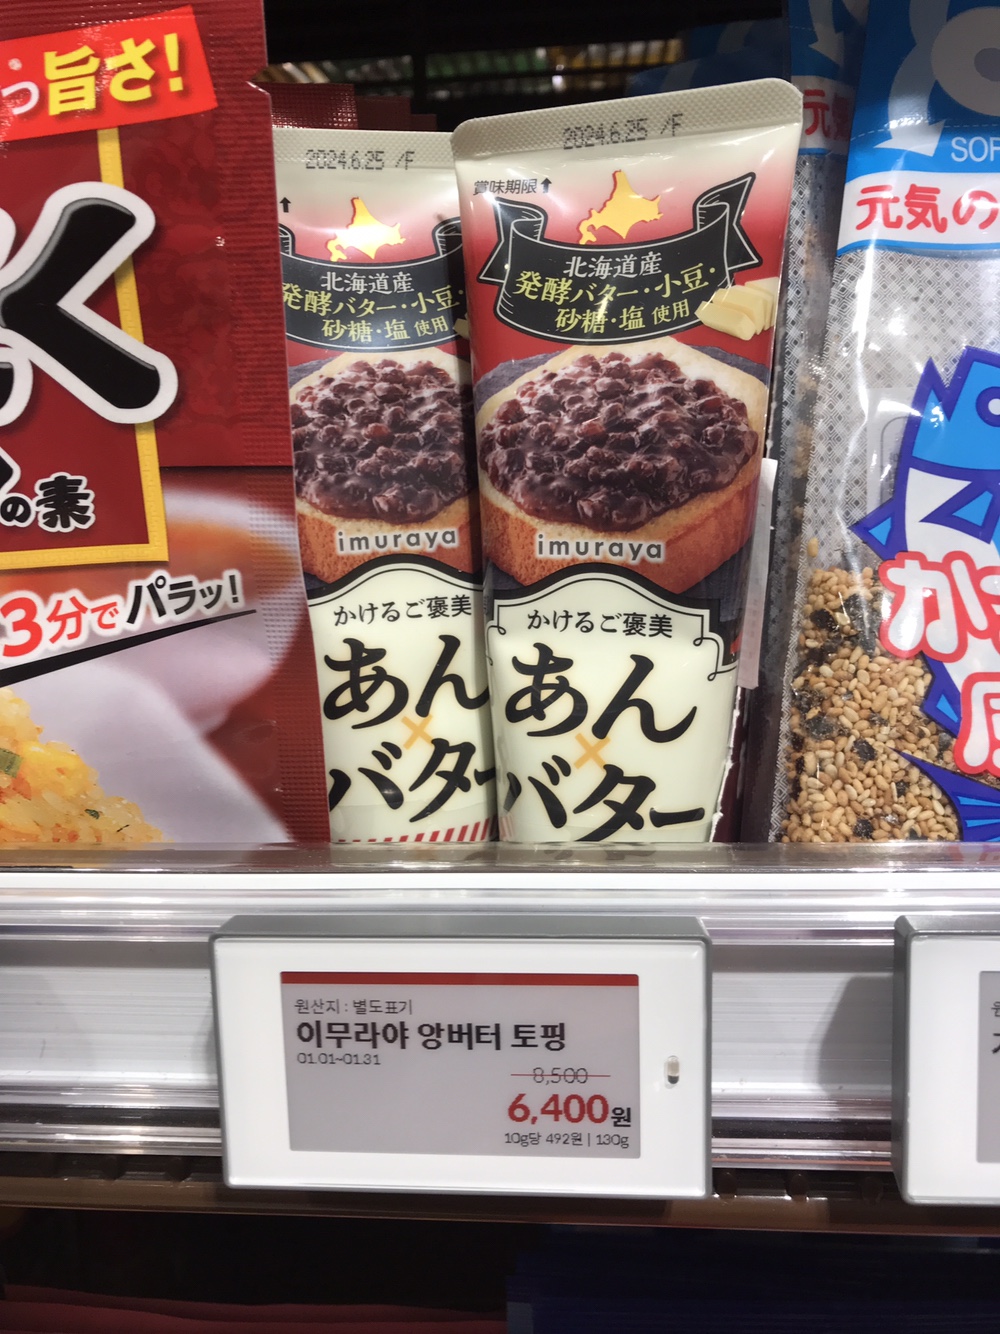 つ旨さ!
く
の素
3分でパラッ!
2024.6.25 /F
北海道産
発酵バター・小豆・
砂糖・塩 使用
imuraya
かけるご褒美
あん
×
バター
2024.6.25 /F
賞味期限↑
北海道産
発酵バター・小豆・
砂糖・塩 使用
imuraya
かけるご褒美
あん
×
バター
元気の
원산지 : 별도표기
이무라야 앙버터 토핑
01.01~01.31
8,500
6,400원
10g당 492원 | 130g